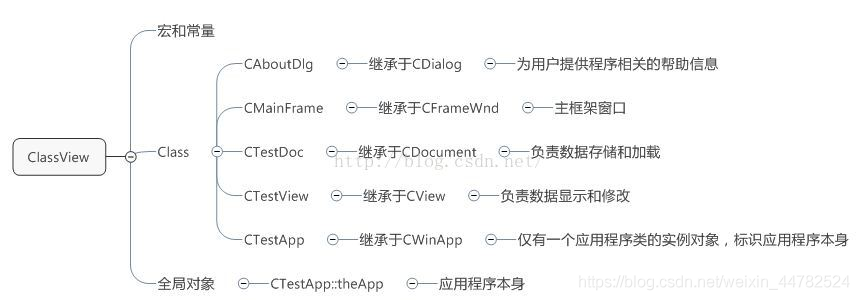 宏和常量
CAboutDlg 继承于CDialog 为用户提供程序相关的帮助信息
CMainFrame 继承于CFrameWnd 主框架窗口
ClassView Class CTestDoc 继承于CDocument 负责数据存储和加载
http://blog.csdn.net/
CTestView 继承于CView 负责数据显示和修改
CTestApp 继承于CWinApp 仅有一个应用程序类的实例对象，标识应用程序本身
全局对象 CTestApp::theApp 应用程序本身
https://blog.csdn.net/weixin_44782524